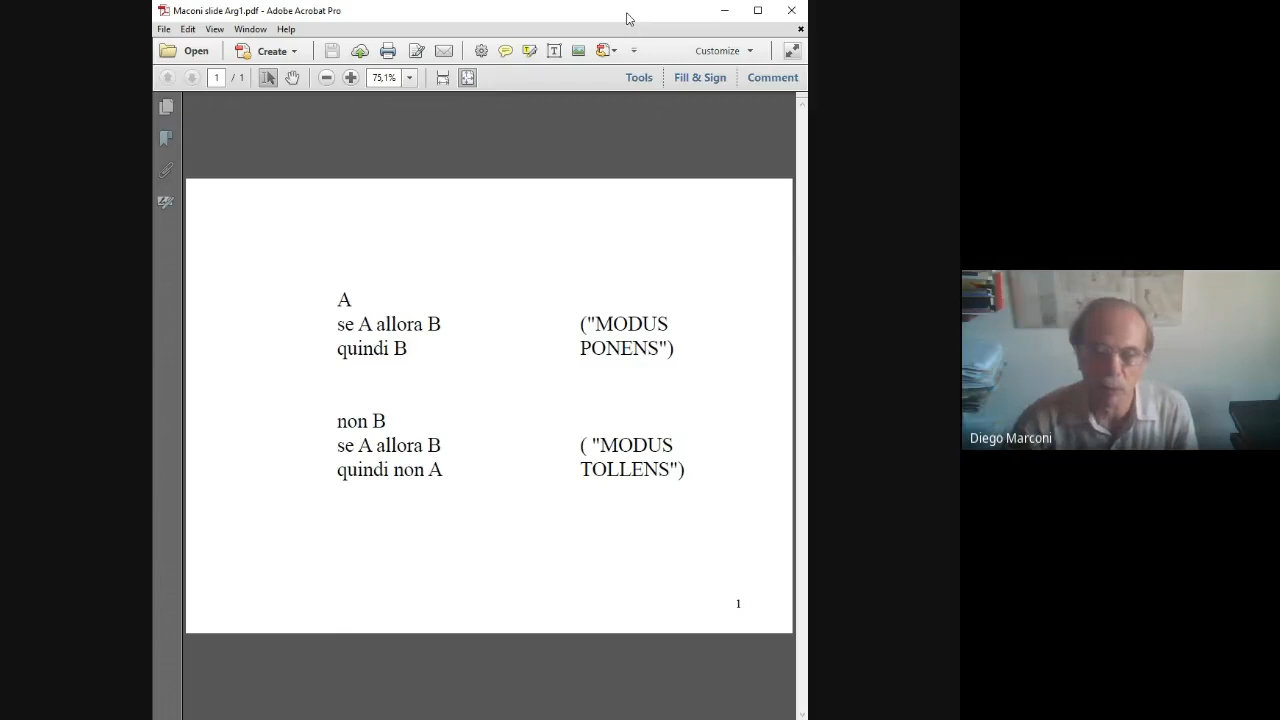 Maconi slide Arg1.pdf - Adobe Acrobat Pro
File Edit View Window Help
Open Create Customize
1 / 1 75,1% Tools Fill & Sign Comment
A
se A allora B ("MODUS
quindi B PONENS")
non B
se A allora B ( "MODUS
quindi non A TOLLENS")
1
Diego Marconi